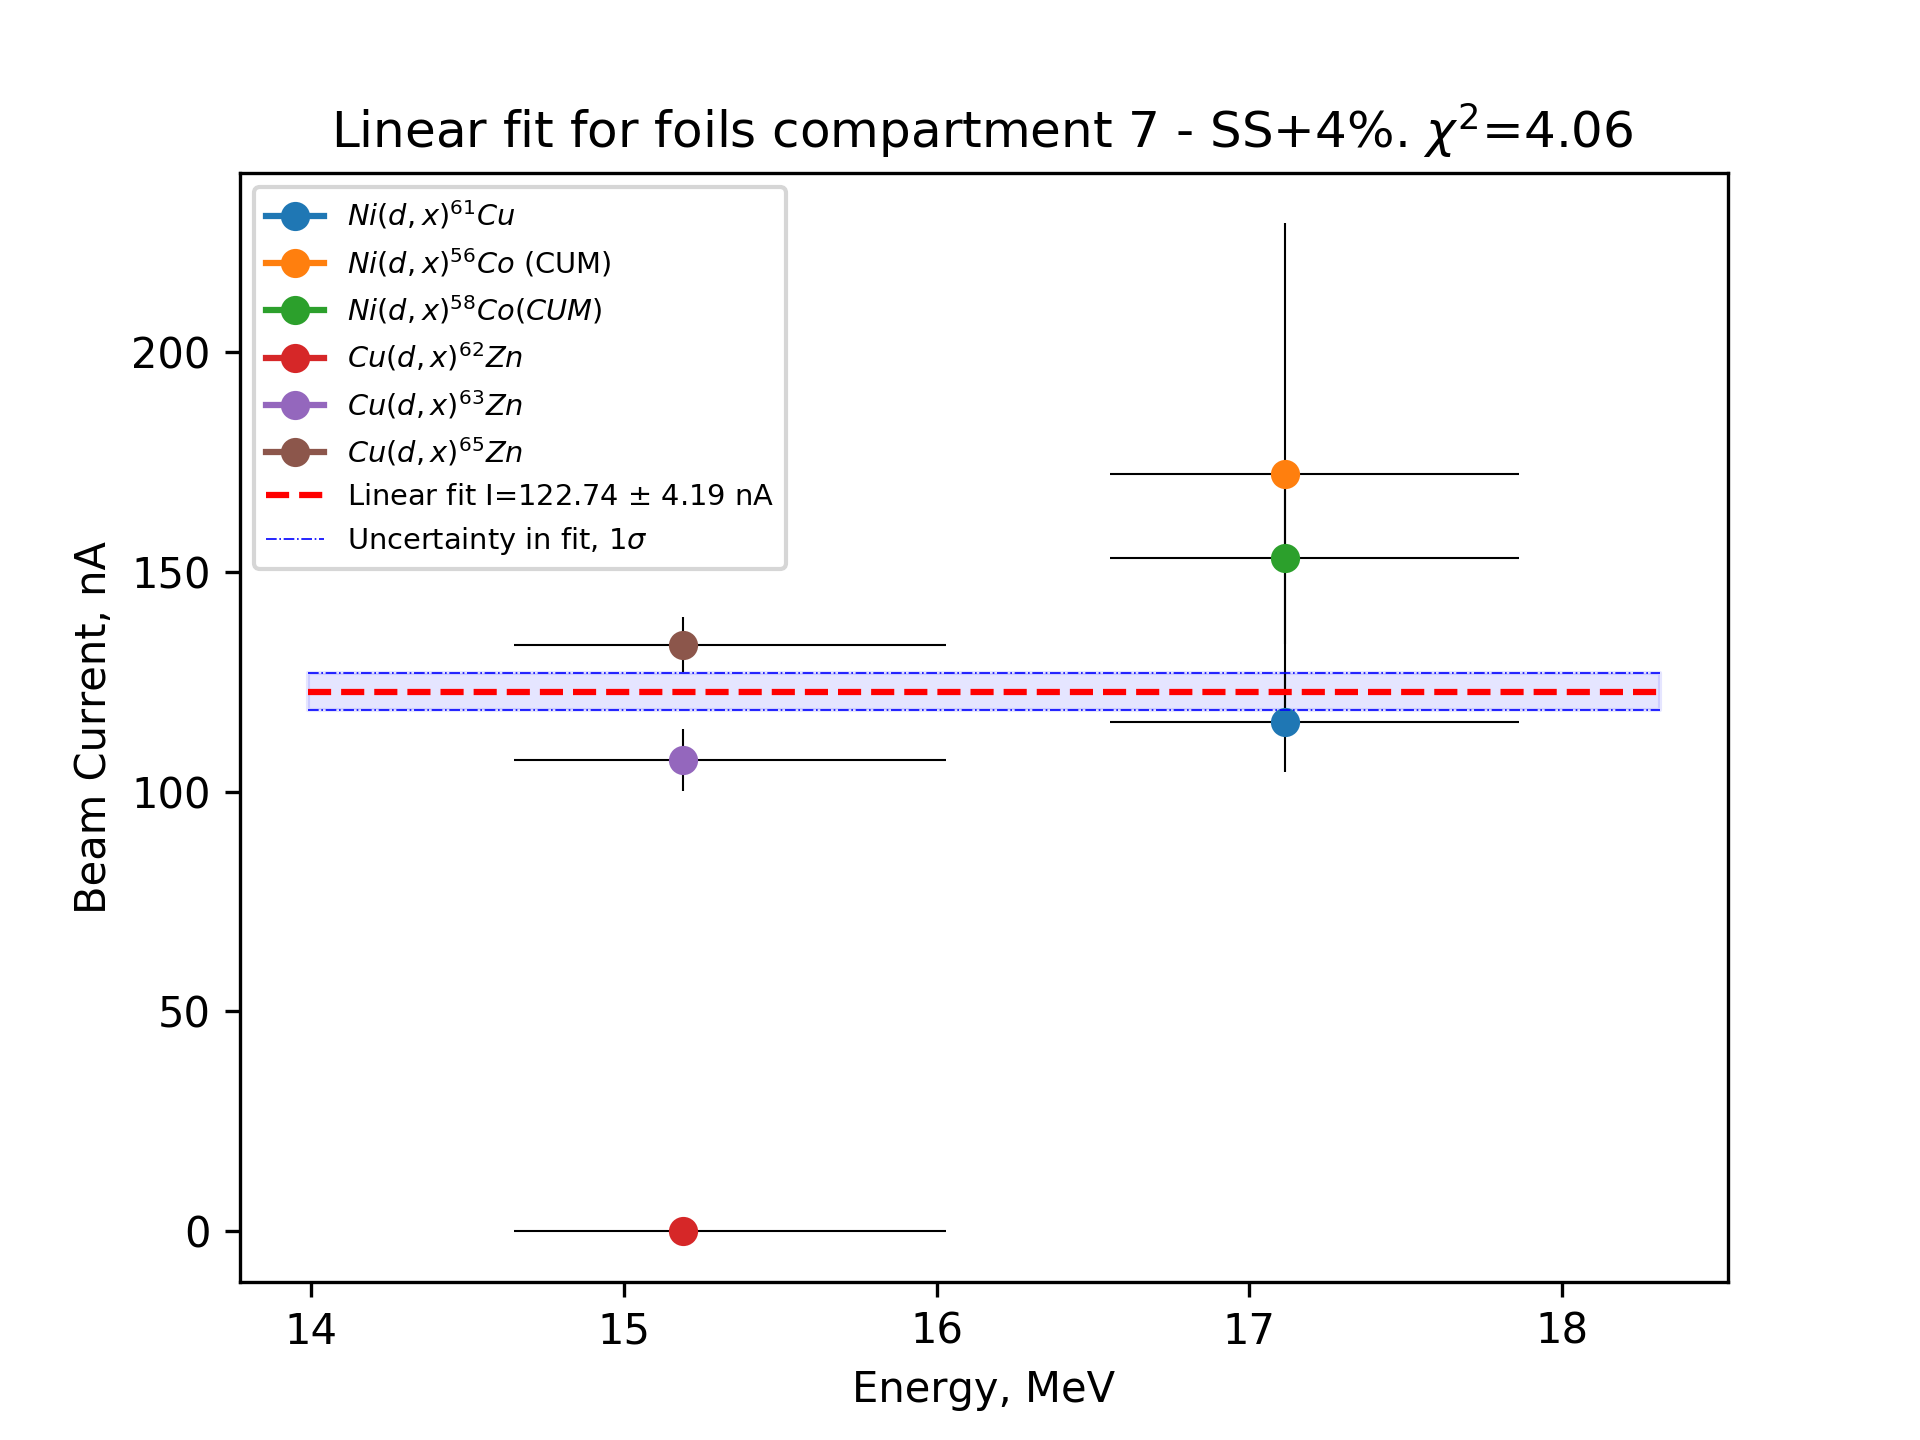 Linear fit for foils compartment 7 - SS+4%. χ²=4.06
Ni(d, x)⁶¹Cu
Ni(d, x)⁵⁶Co (CUM)
Ni(d, x)⁵⁸Co(CUM)
Cu(d, x)⁶²Zn
Cu(d, x)⁶³Zn
Cu(d, x)⁶⁵Zn
Linear fit I=122.74 ± 4.19 nA
Uncertainty in fit, 1σ
Beam Current, nA
200
150
100
50
0
14 15 16 17 18
Energy, MeV